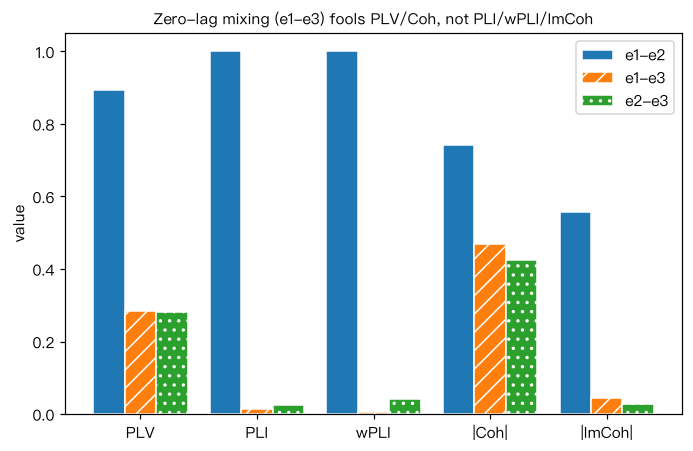 Zero-lag mixing (e1-e3) fools PLV/Coh, not PLI/wPLI/ImCoh
value
1.0
0.8
0.6
0.4
0.2
0.0
e1-e2
e1-e3
e2-e3
PLV PLI wPLI |Coh| |ImCoh|